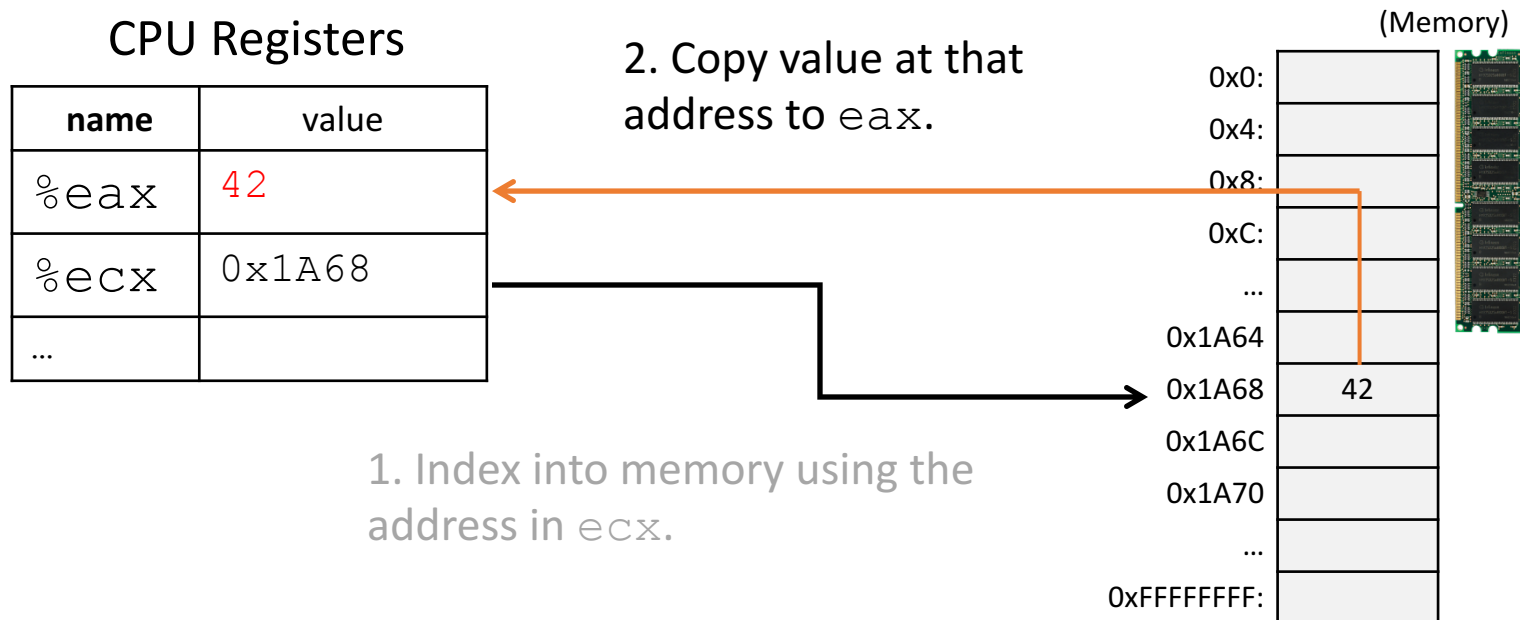 CPU Registers
name value
%eax 42
%ecx 0x1A68
…
2. Copy value at that
address to eax.
1. Index into memory using the
address in ecx.
(Memory)
0x0:
0x4:
0x8:
0xC:
…
0x1A64
0x1A68 42
0x1A6C
0x1A70
…
0xFFFFFFFF: